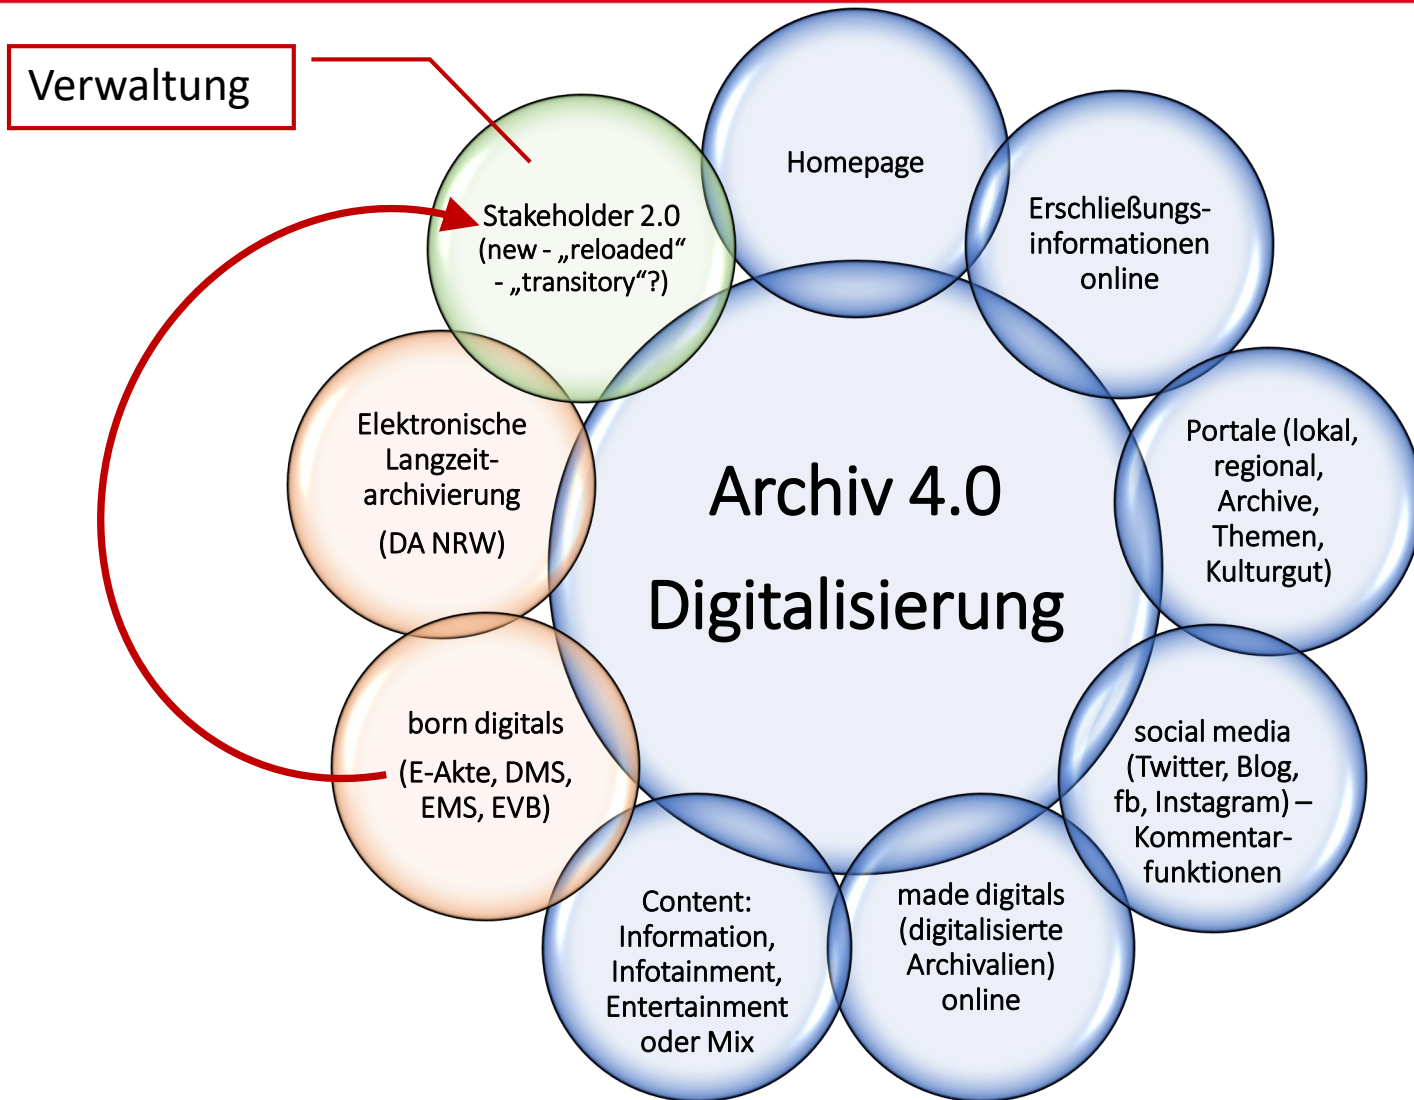 Verwaltung
Homepage
Stakeholder 2.0
(new - „reloaded“
- „transitory“?)
Erschließungs-
informationen
online
Elektronische
Langzeit-
archivierung
(DA NRW)
Archiv 4.0
Digitalisierung
Portale (lokal,
regional,
Archive,
Themen,
Kulturgut)
born digitals
(E-Akte, DMS,
EMS, EVB)
social media
(Twitter, Blog,
fb, Instagram) –
Kommentar-
funktionen
Content:
Information,
Infotainment,
Entertainment
oder Mix
made digitals
(digitalisierte
Archivalien)
online